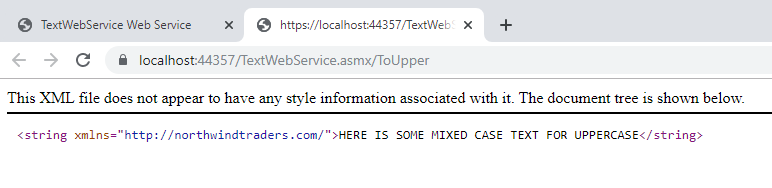 TextWebService Web Service
https://localhost:44357/TextWebS
localhost:44357/TextWebService.asmx/ToUpper
This XML file does not appear to have any style information associated with it. The document tree is shown below.
<string xmlns="http://northwindtraders.com/">HERE IS SOME MIXED CASE TEXT FOR UPPERCASE</string>